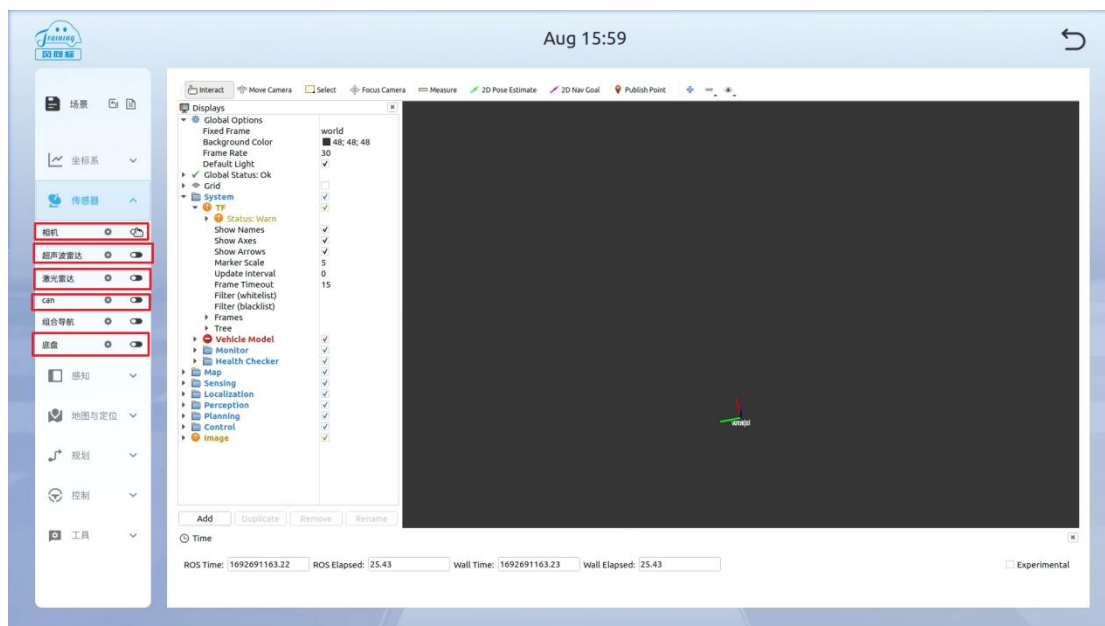 Aug 15:59
Training
风向标
场景
坐标系
传感器
相机
超声波雷达
激光雷达
can
组合导航
底盘
感知
地图与定位
规划
控制
工具
Interact Move Camera Select Focus Camera Measure 2D Pose Estimate 2D Nav Goal Publish Point
Displays
Global Options
Fixed Frame world
Background Color 48; 48; 48
Frame Rate 30
Default Light
Global Status: Ok
Grid
System
TF
Status: Warn
Show Names
Show Axes
Show Arrows
Marker Scale 5
Update Interval 0
Frame Timeout 15
Filter (whitelist)
Filter (blacklist)
Frames
Tree
Vehicle Model
Monitor
Health Checker
Map
Sensing
Localization
Perception
Planning
Control
Image
world
Add Duplicate Remove Rename
Time
ROS Time: 1692691163.22 ROS Elapsed: 25.43 Wall Time: 1692691163.23 Wall Elapsed: 25.43 Experimental